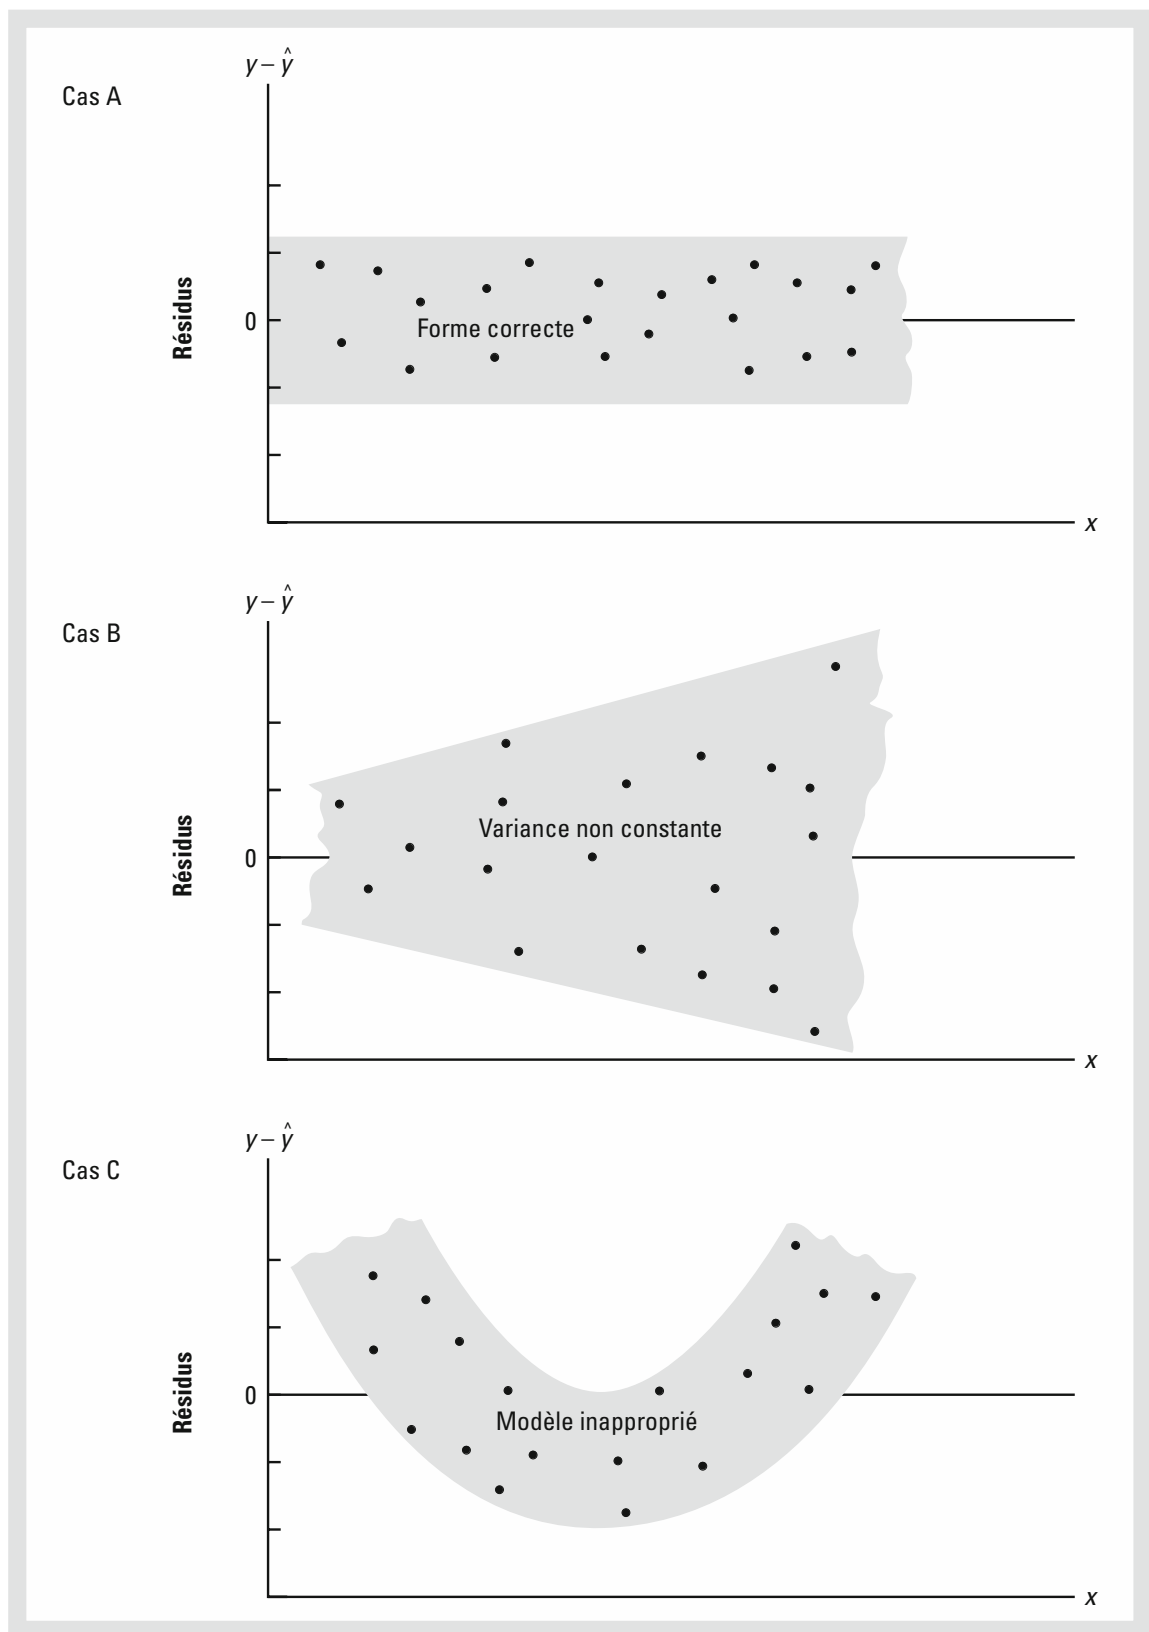 y – ŷ
Cas A
Résidus
0
Forme correcte
x
y – ŷ
Cas B
Résidus
0
Variance non constante
x
y – ŷ
Cas C
Résidus
0
Modèle inapproprié
x